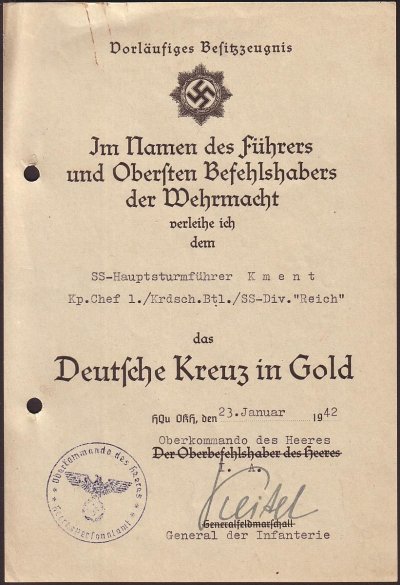 Vorläufiges Besitzzeugnis
Im Namen des Führers
und Obersten Befehlshabers
der Wehrmacht
verleihe ich
dem
SS-Hauptsturmführer K m e n t
Kp.Chef 1./Krdsch.Btl./SS-Div."Reich"
das
Deutsche Kreuz in Gold
HQu OKH, den 23.Januar 1942
Oberkommando des Heeres
Der Oberbefehlshaber des Heeres
I. A.
Keitel
Generalfeldmarschall
General der Infanterie
Oberkommando des Heeres